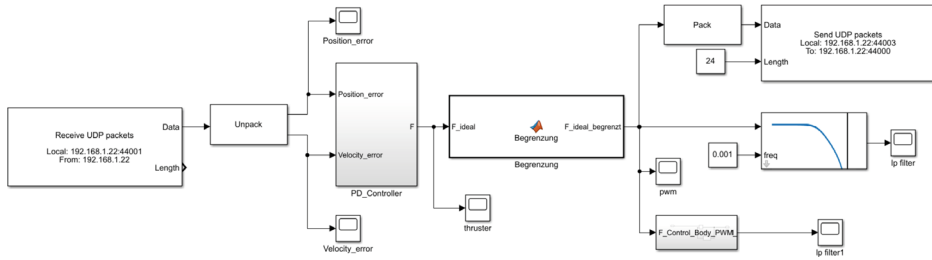 Receive UDP packets
Local: 192.168.1.22:44001
From: 192.168.1.22
Data
Length
Unpack
Position_error
Velocity_error
Position_error
Velocity_error
F
PD_Controller
thruster
F_ideal
Begrenzung
F_ideal_begrenzt
Begrenzung
Pack
24
Data
Length
Send UDP packets
Local: 192.168.1.22:44003
To: 192.168.1.22:44000
0.001
freq
lp filter
pwm
F_Control_Body_PWM_
lp filter1